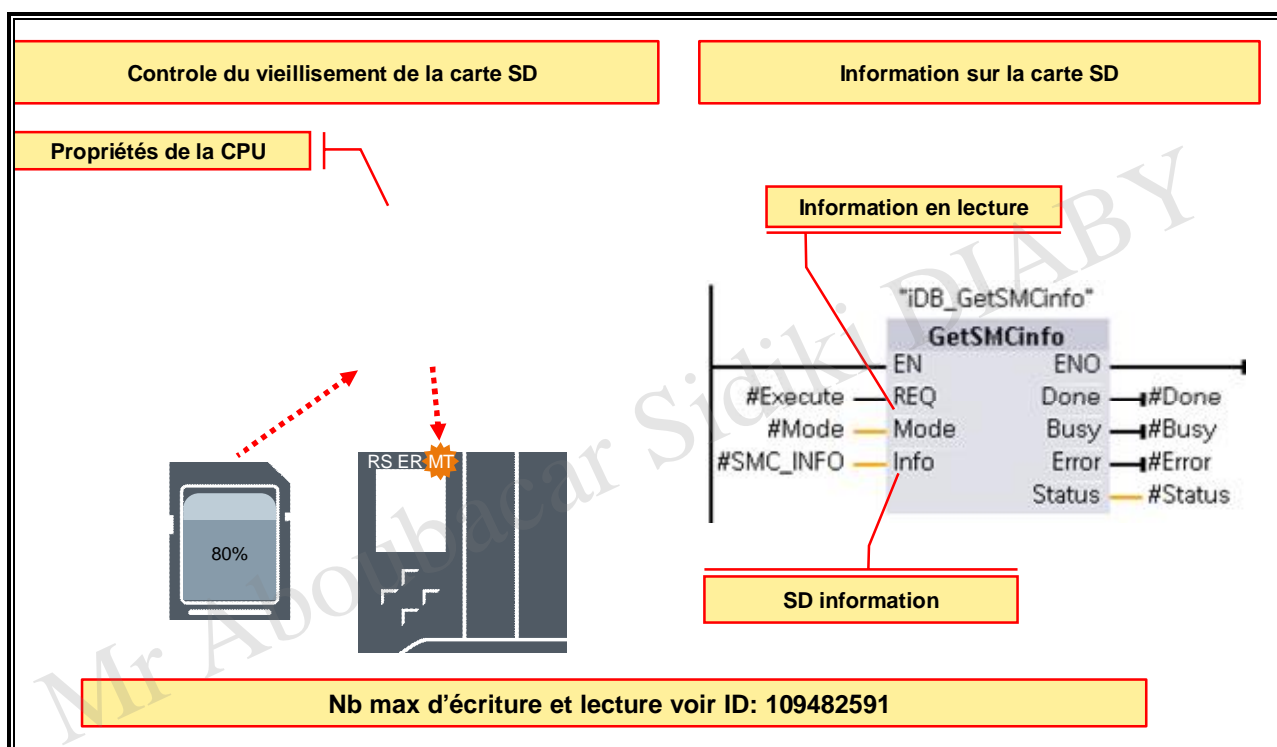 Controle du vieillisement de la carte SD
Information sur la carte SD
Propriétés de la CPU
Information en lecture
"iDB_GetSMCinfo"
GetSMCinfo
EN ENO
#Execute REQ Done #Done
#Mode Mode Busy #Busy
#SMC_INFO Info Error #Error
Status #Status
RS ER MT
80%
SD information
Nb max d'écriture et lecture voir ID: 109482591
Mr Aboubacar Sidiki DIABY